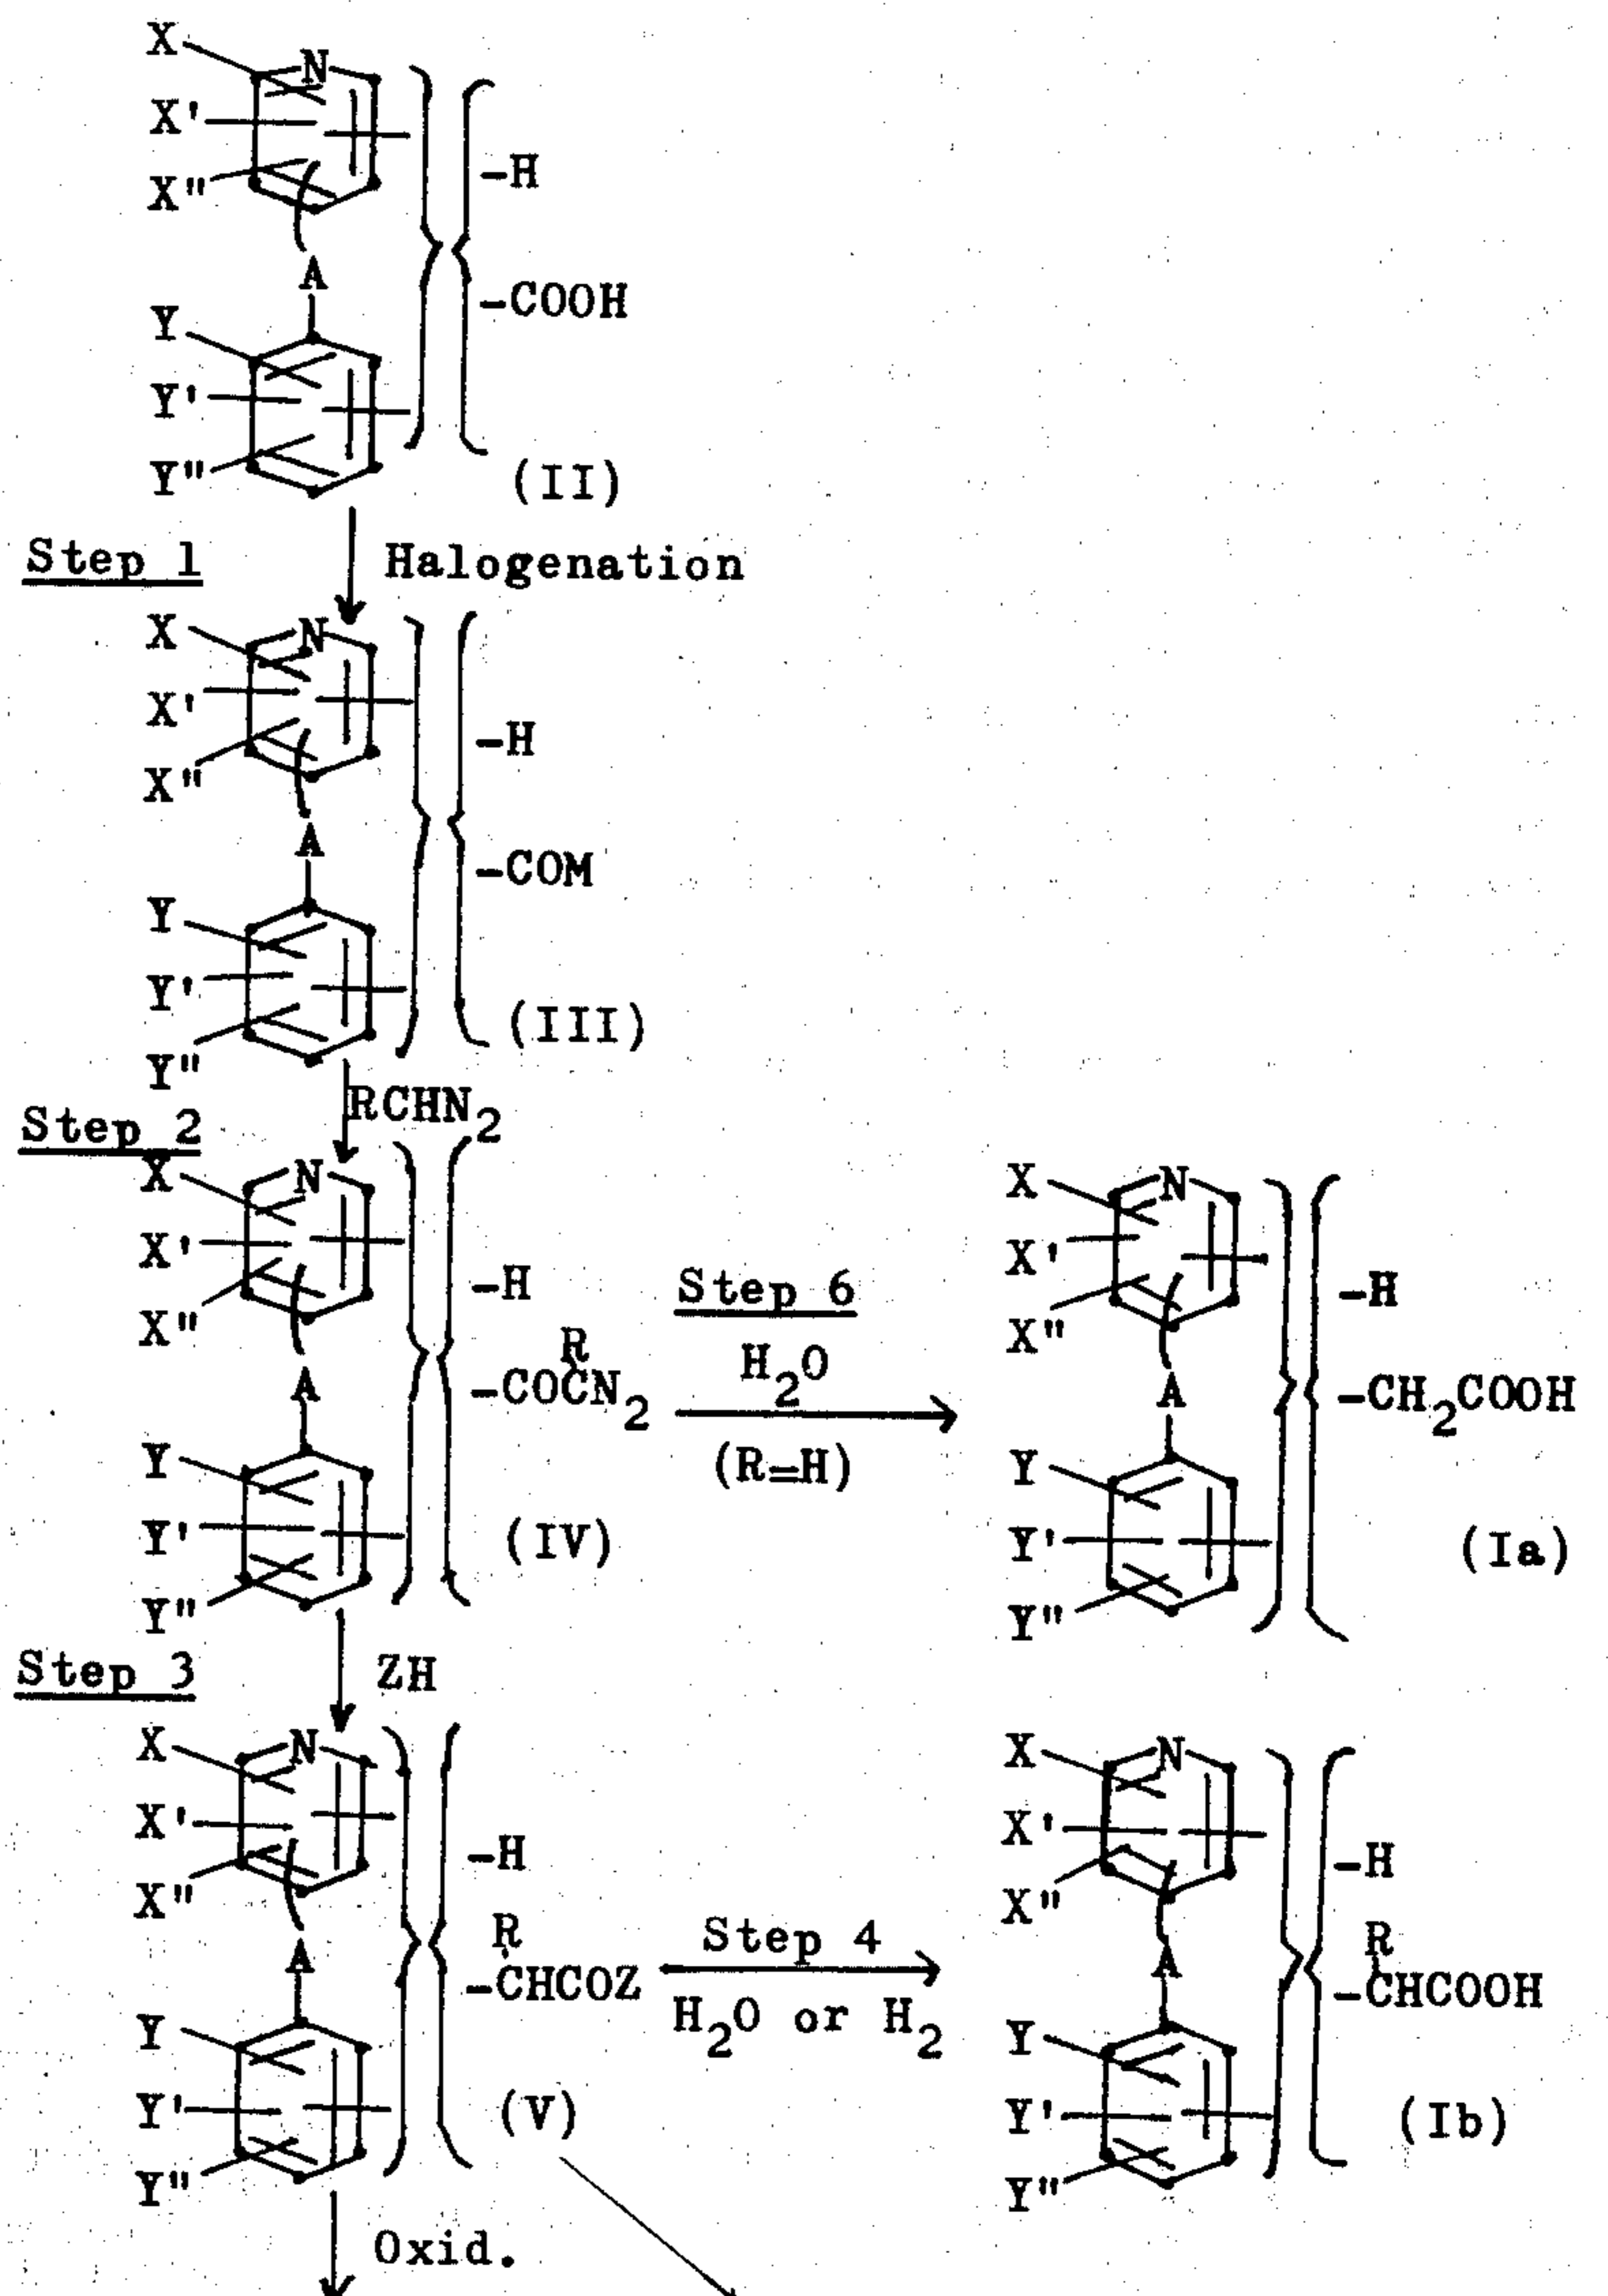 X
N
X'
X"
-H
A
-COOH
Y
Y'
Y"
(II)
Step 1
Halogenation
X
N
X'
X"
-H
A
-COM
Y
Y'
Y"
(III)
Step 2
RCHN2
X
N
X'
X"
-H
R
A
-COCN2
Y
Y'
Y"
(IV)
Step 6
H2O
(R=H)
X
N
X'
X"
-H
A
-CH2COOH
Y
Y'
Y"
(Ia)
Step 3
ZH
X
N
X'
X"
-H
R
A
-CHCOZ
Y
Y'
Y"
(V)
Step 4
H2O or H2
X
N
X'
X"
-H
R
A
-CHCOOH
Y
Y'
Y"
(Ib)
Oxid.